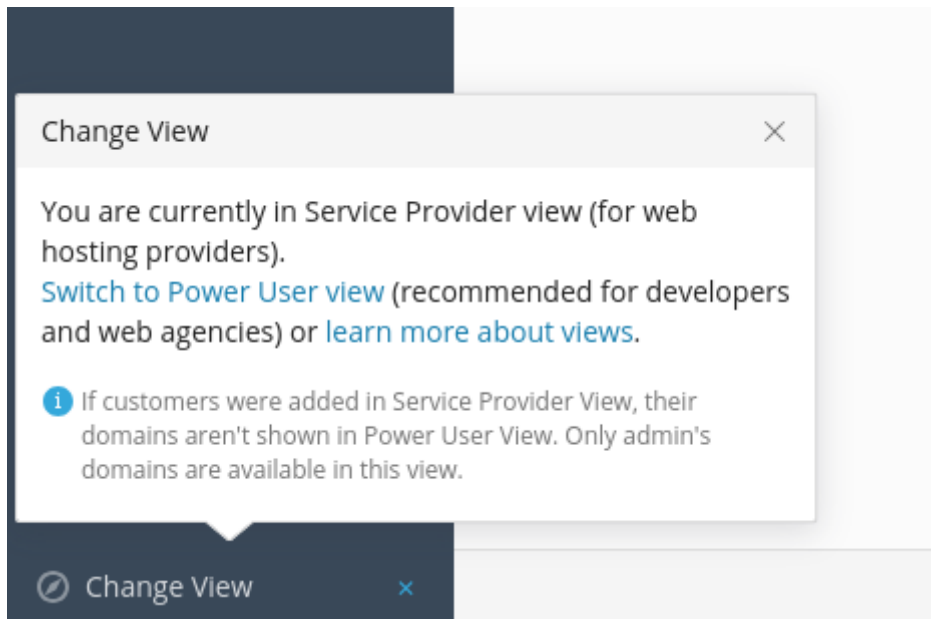 Change View
You are currently in Service Provider view (for web
hosting providers).
Switch to Power User view (recommended for developers
and web agencies) or learn more about views.
If customers were added in Service Provider View, their
domains aren't shown in Power User View. Only admin's
domains are available in this view.
Change View